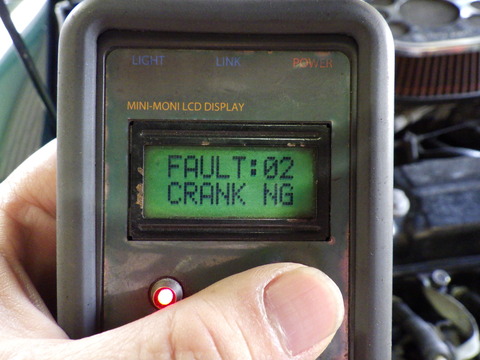 LIGHT LINK POWER
MINI-MONI LCD DISPLAY
FAULT:02
CRANK NG